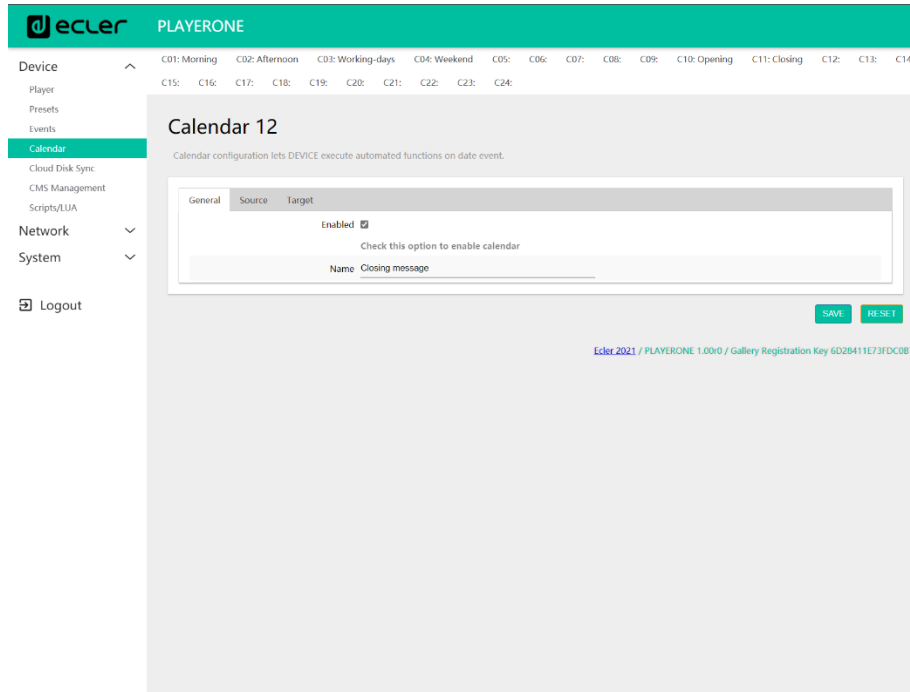 ecler PLAYERONE
Device
Player
Presets
Events
Calendar
Cloud Disk Sync
CMS Management
Scripts/LUA
Network
System
Logout
C01: Morning C02: Afternoon C03: Working-days C04: Weekend C05: C06: C07: C08: C09: C10: Opening C11: Closing C12: C13: C14
C15: C16: C17: C18: C19: C20: C21: C22: C23: C24:
Calendar 12
Calendar configuration lets DEVICE execute automated functions on date event.
General Source Target
Enabled
Check this option to enable calendar
Name Closing message
SAVE RESET
Ecler 2021 / PLAYERONE 1.00r0 / Gallery Registration Key 6D28411E73FDC0B